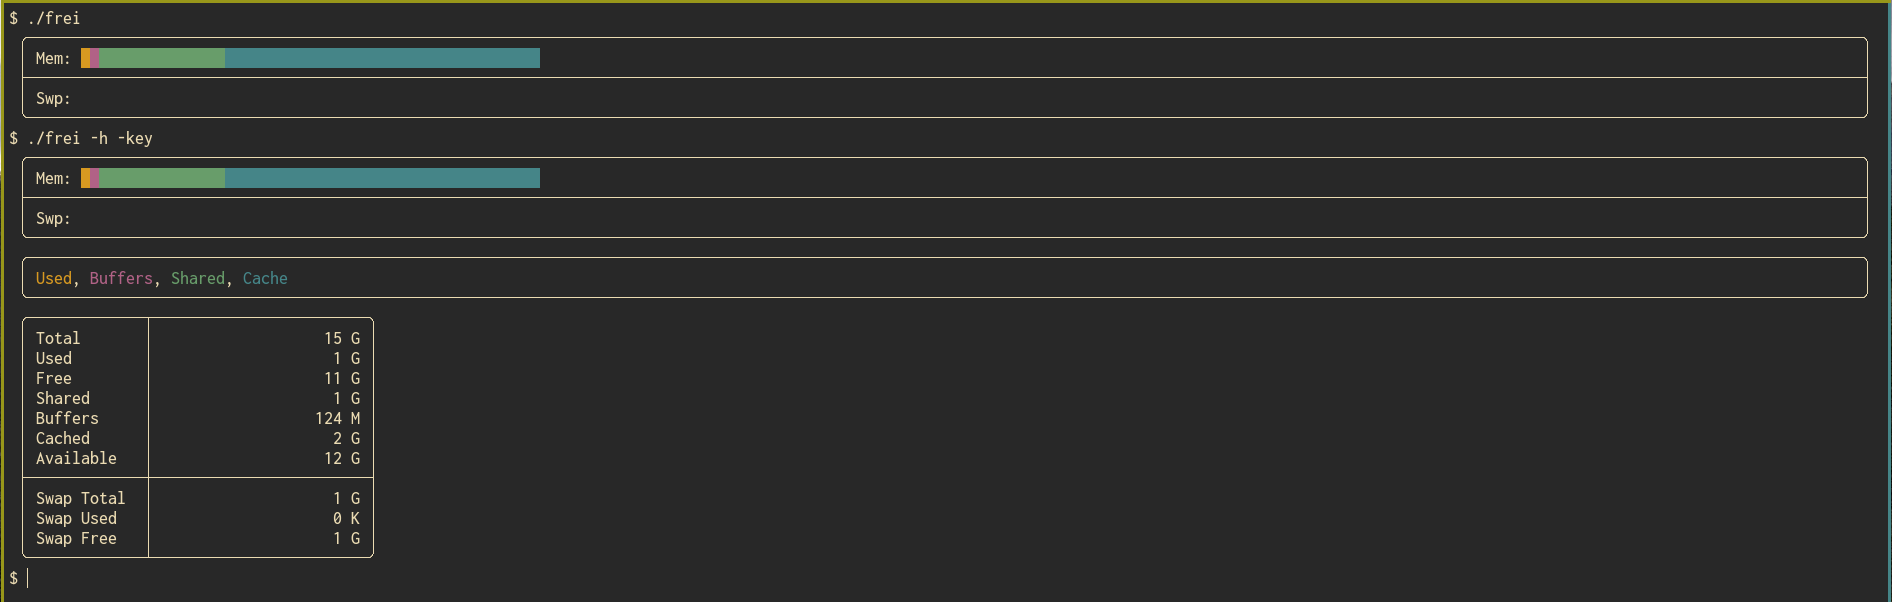 $ ./frei
Mem:
Swp:
$ ./frei -h -key
Mem:
Swp:
Used, Buffers, Shared, Cache
Total 15 G
Used 1 G
Free 11 G
Shared 1 G
Buffers 124 M
Cached 2 G
Available 12 G
Swap Total 1 G
Swap Used 0 K
Swap Free 1 G
$